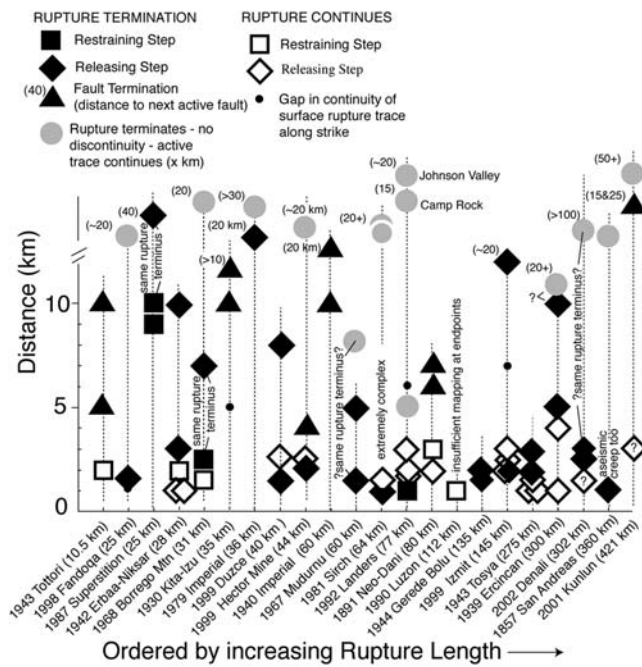 RUPTURE TERMINATION
Restraining Step
Releasing Step
(40) Fault Termination
(distance to next active fault)
Rupture terminates - no
discontinuity - active
trace continues (x km)
RUPTURE CONTINUES
Restraining Step
Releasing Step
Gap in continuity of
surface rupture trace
along strike
Distance (km)
10
5
0
(~20)
(40)
same rupture
terminus
(20)
same rupture
terminus
(>10)
(>30)
(20 km)
(~20 km)
(20 km)
?same rupture terminus?
(20+)
extremely complex
(~20)
Johnson Valley
(15)
Camp Rock
insufficient mapping at endpoints
(~20)
(20+)
?
(>100)
?same rupture terminus?
?
aseismic
creep too
(50+)
(15&25)
?
1943 Tottori (10.5 km)
1998 Fandoqa (25 km)
1987 Superstition (25 km)
1942 Erbaa-Niksar (28 km)
1968 Borrego Mtn (31 km)
1930 Kita-Izu (35 km)
1979 Imperial (36 km)
1999 Duzce (40 km)
1999 Hector Mine (44 km)
1940 Imperial (60 km)
1967 Mudurnu (60 km)
1981 Sirch (64 km)
1992 Landers (77 km)
1891 Neo-Dani (80 km)
1990 Luzon (112 km)
1944 Gerede Bolu (135 km)
1999 Izmit (145 km)
1943 Tosya (275 km)
1939 Ercincan (300 km)
2002 Denali (302 km)
1857 San Andreas (360 km)
2001 Kunlun (421 km)
Ordered by increasing Rupture Length